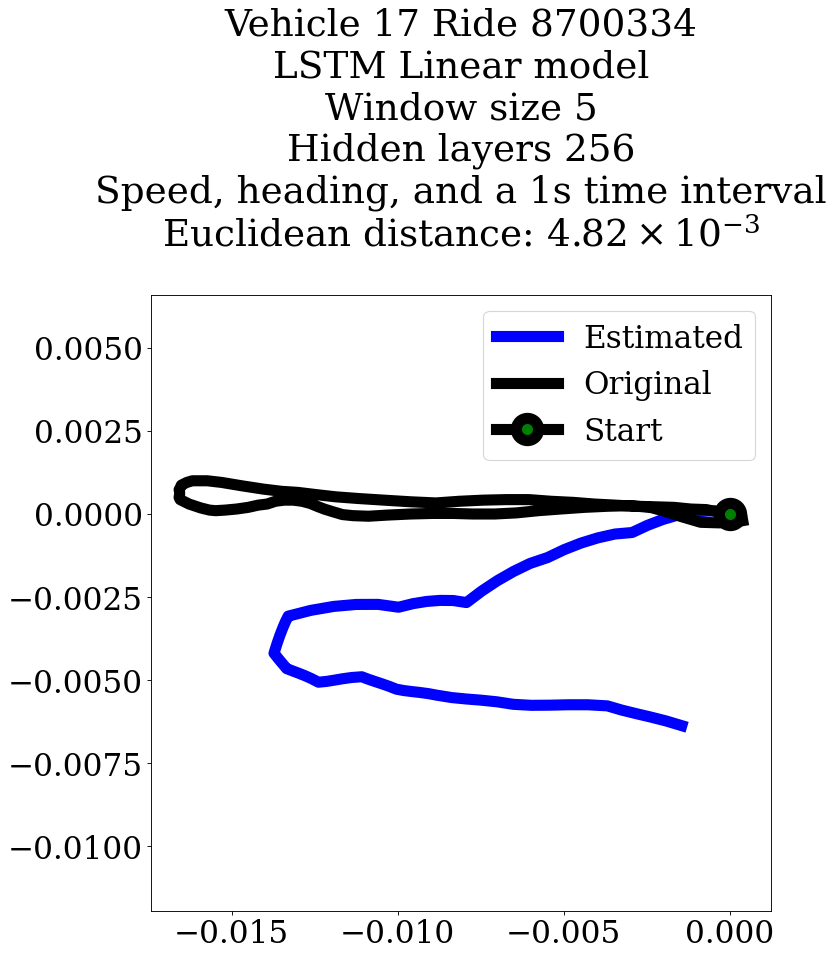 Vehicle 17 Ride 8700334
LSTM Linear model
Window size 5
Hidden layers 256
Speed, heading, and a 1s time interval
Euclidean distance: 4.82 × 10⁻³
Estimated
Original
Start
0.0050
0.0025
0.0000
−0.0025
−0.0050
−0.0075
−0.0100
−0.015 −0.010 −0.005 0.000